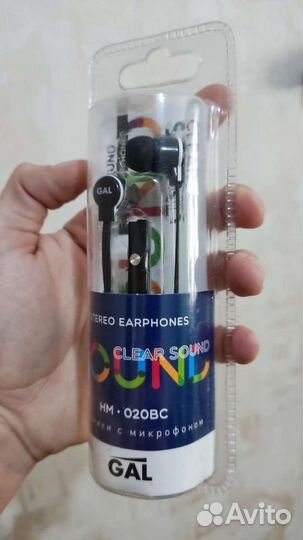 GAL
STEREO EARPHONES
CLEAR SOUND
OUND
HM · 020BC
с микрофоном
GAL
Avito